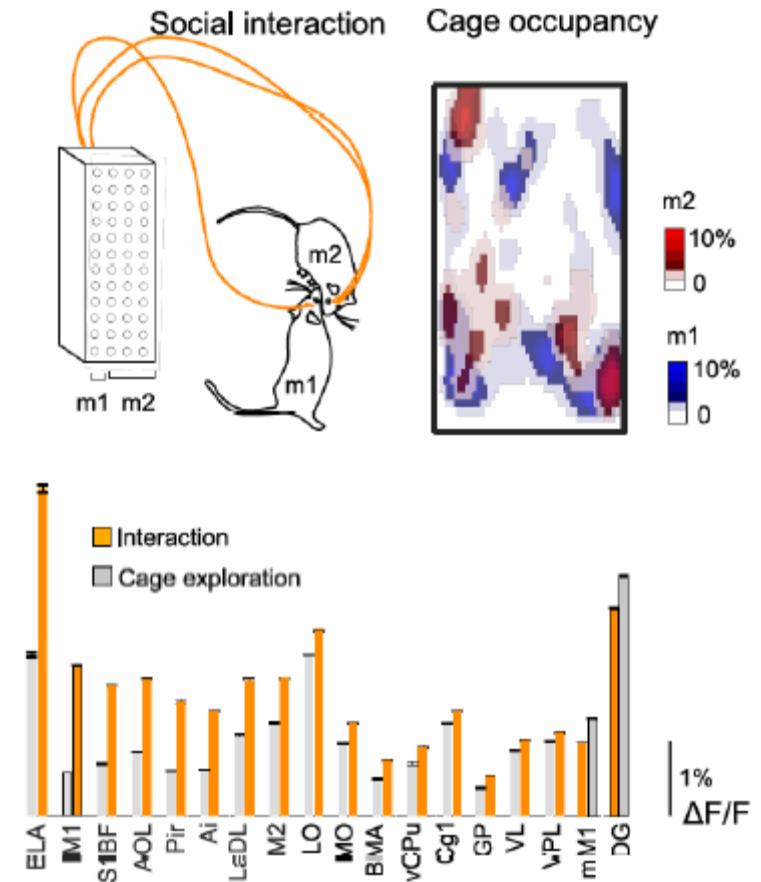 Social interaction
Cage occupancy
m2
10%
0
m1
10%
0
m2
m1
m1 m2
Interaction
Cage exploration
1%
ΔF/F
ELA
M1
S1BF
AOL
Pir
Ai
LaDL
M2
LO
MO
BMA
vCPu
Cg1
GP
VL
VPL
mM1
DG